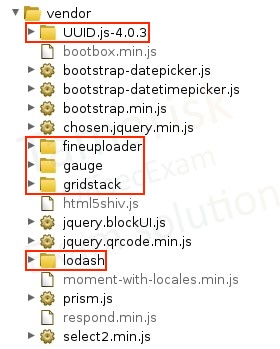 vendor
UUID.js-4.0.3
bootbox.min.js
bootstrap-datepicker.js
bootstrap-datetimepicker.js
bootstrap.min.js
chosen.jquery.min.js
fineuploader
gauge
gridstack
html5shiv.js
jquery.blockUI.js
jquery.qrcode.min.js
lodash
moment-with-locales.min.js
prism.js
respond.min.js
select2.min.js